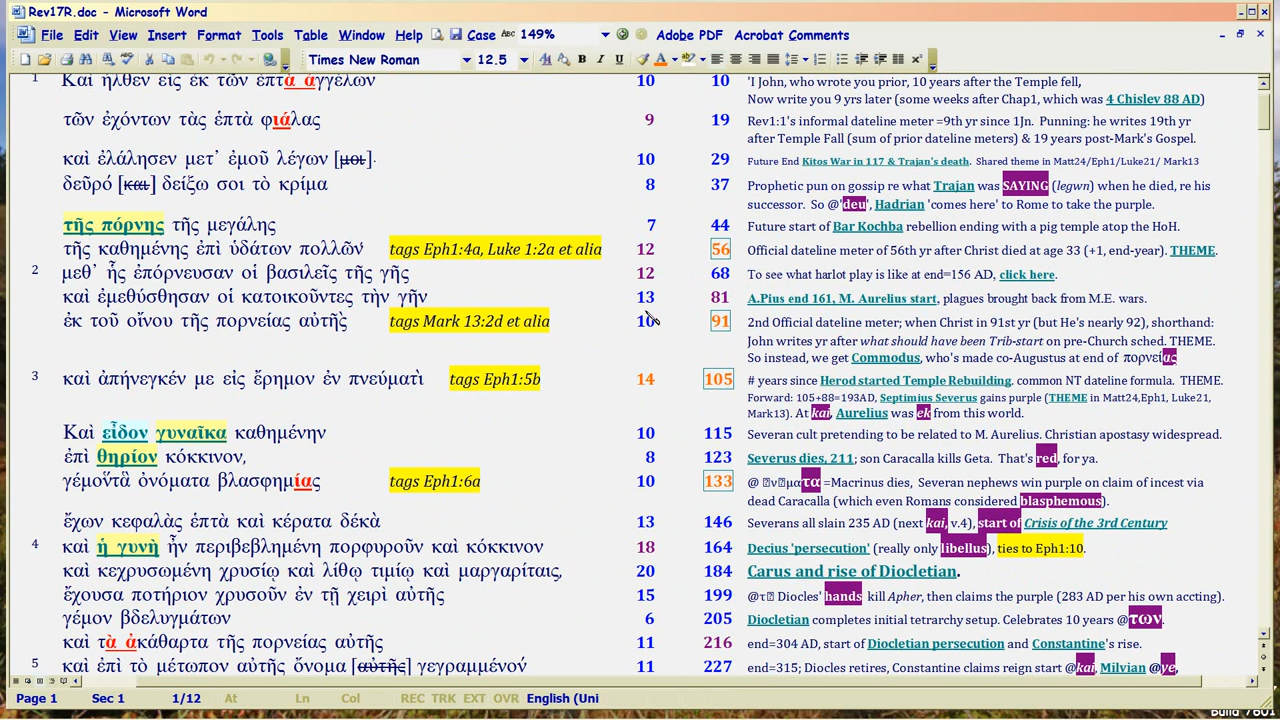 Rev17R.doc - Microsoft Word
File Edit View Insert Format Tools Table Window Help Case 149% Adobe PDF Acrobat Comments
Times New Roman 12.5
1 Καὶ ἦλθεν εἷς ἐκ τῶν ἑπτὰ ἀγγέλων 10 10 'I John, who wrote you prior, 10 years after the Temple fell,
Now write you 9 yrs later (some weeks after Chap1, which was 4 Chislev 88 AD)
τῶν ἐχόντων τὰς ἑπτὰ φιάλας 9 19 Rev1:1's informal dateline meter =9th yr since 1Jn. Punning: he writes 19th yr
after Temple Fall (sum of prior dateline meters) & 19 years post-Mark's Gospel.
καὶ ἐλάλησεν μετ᾽ ἐμοῦ λέγων [μοι]· 10 29 Future End Kitos War in 117 & Trajan's death. Shared theme in Matt24/Eph1/Luke21/ Mark13
δεῦρό [και] δείξω σοι τὸ κρίμα 8 37 Prophetic pun on gossip re what Trajan was SAYING (legwn) when he died, re his
successor. So @'deu', Hadrian 'comes here' to Rome to take the purple.
τῆς πόρνης τῆς μεγάλης 7 44 Future start of Bar Kochba rebellion ending with a pig temple atop the HoH.
τῆς καθημένης ἐπὶ ὑδάτων πολλῶν tags Eph1:4a, Luke 1:2a et alia 12 56 Official dateline meter of 56th yr after Christ died at age 33 (+1, end-year). THEME.
2 μεθ᾽ ἧς ἐπόρνευσαν οἱ βασιλεῖς τῆς γῆς 12 68 To see what harlot play is like at end=156 AD, click here.
καὶ ἐμεθύσθησαν οἱ κατοικοῦντες τὴν γῆν 13 81 A.Pius end 161, M. Aurelius start, plagues brought back from M.E. wars.
ἐκ τοῦ οἴνου τῆς πορνείας αὐτῆς tags Mark 13:2d et alia 10 91 2nd Official dateline meter; when Christ in 91st yr (but He's nearly 92), shorthand:
John writes yr after what should have been Trib-start on pre-Church sched. THEME.
So instead, we get Commodus, who's made co-Augustus at end of πορνείας
3 καὶ ἀπήνεγκέν με εἰς ἔρημον ἐν πνεύματι tags Eph1:5b 14 105 # years since Herod started Temple Rebuilding. common NT dateline formula. THEME.
Forward: 105+88=193AD, Septimius Severus gains purple (THEME in Matt24,Eph1, Luke21,
Mark13). At kai, Aurelius was ek from this world.
Καὶ εἶδον γυναῖκα καθημένην 10 115 Severan cult pretending to be related to M. Aurelius. Christian apostasy widespread.
ἐπὶ θηρίον κόκκινον, 8 123 Severus dies, 211; son Caracalla kills Geta. That's red, for ya.
γέμοντα ὀνόματα βλασφημίας tags Eph1:6a 10 133 @ νματα =Macrinus dies, Severan nephews win purple on claim of incest via
dead Caracalla (which even Romans considered blasphemous).
ἔχων κεφαλὰς ἑπτὰ καὶ κέρατα δέκα 13 146 Severans all slain 235 AD (next kai, v.4), start of Crisis of the 3rd Century
4 καὶ ἡ γυνὴ ἦν περιβεβλημένη πορφυροῦν καὶ κόκκινον 18 164 Decius 'persecution' (really only libellus), ties to Eph1:10.
καὶ κεχρυσωμένη χρυσίῳ καὶ λίθῳ τιμίῳ καὶ μαργαρίταις, 20 184 Carus and rise of Diocletian.
ἔχουσα ποτήριον χρυσοῦν ἐν τῇ χειρὶ αὐτῆς 15 199 @τ Diocles' hands kill Apher, then claims the purple (283 AD per his own accting).
γέμον βδελυγμάτων 6 205 Diocletian completes initial tetrarchy setup. Celebrates 10 years @των.
καὶ τὰ ἀκάθαρτα τῆς πορνείας αὐτῆς 11 216 end=304 AD, start of Diocletian persecution and Constantine's rise.
5 καὶ ἐπὶ τὸ μέτωπον αὐτῆς ὄνομα [αὐτῆς] γεγραμμένον 11 227 end=315; Diocles retires, Constantine claims reign start @kai, Milvian @ye,
Page 1 Sec 1 1/12 At Ln Col REC TRK EXT OVR English (Uni
Build 7601